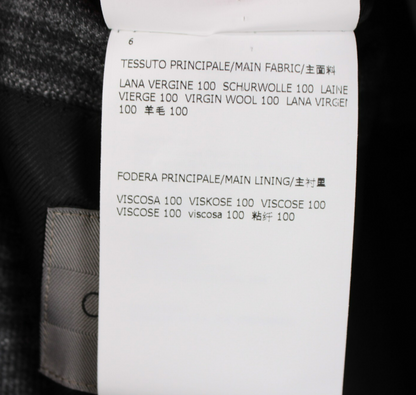 6
TESSUTO PRINCIPALE/MAIN FABRIC/主面料
LANA VERGINE 100 SCHURWOLLE 100 LAINE
VIERGE 100 VIRGIN WOOL 100 LANA VIRGEN
100 羊毛 100
FODERA PRINCIPALE/MAIN LINING/主衬里
VISCOSA 100 VISKOSE 100 VISCOSE 100
VISCOSE 100 viscosa 100 粘纤 100